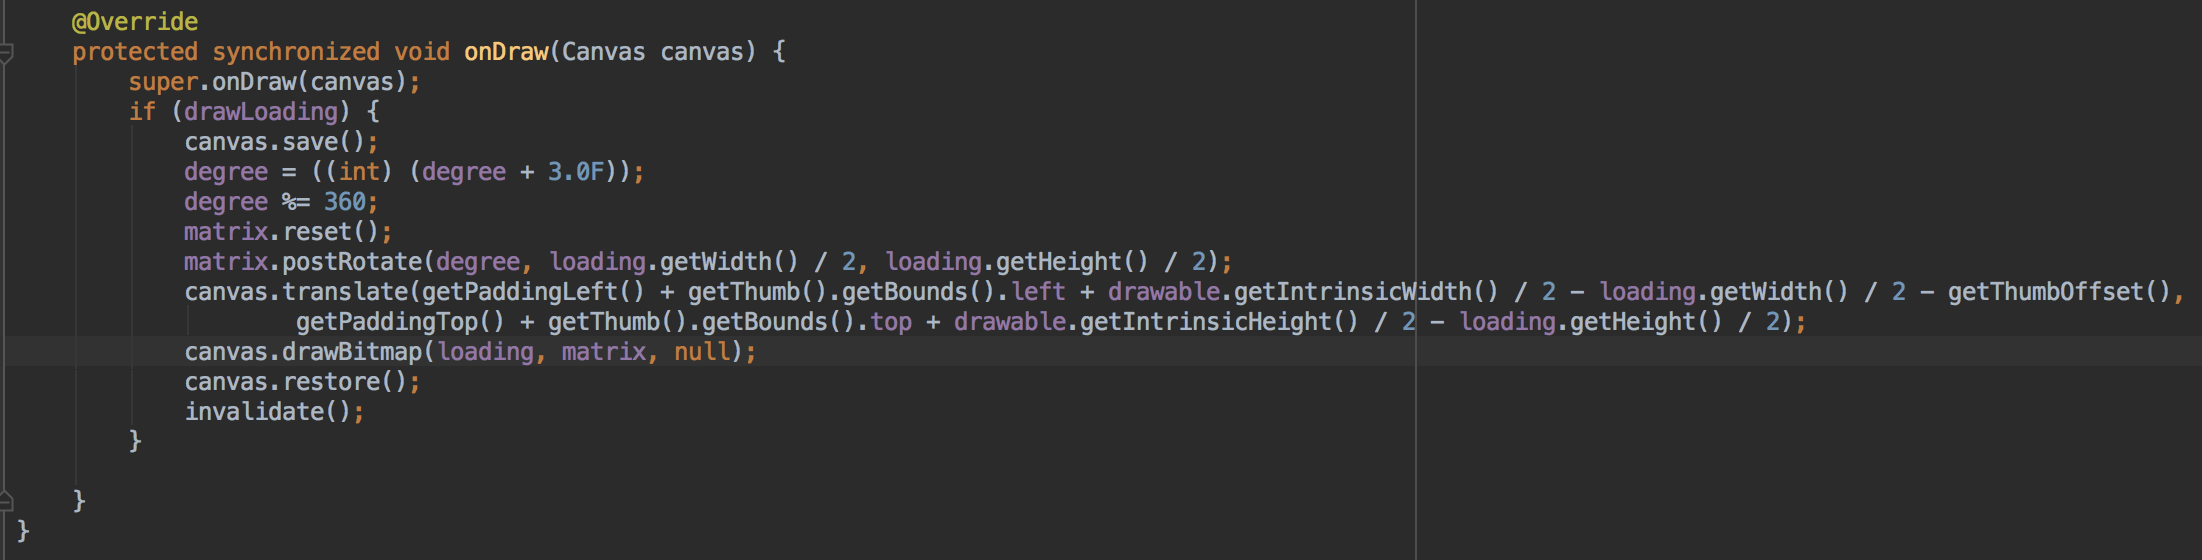 @Override
protected synchronized void onDraw(Canvas canvas) {
super.onDraw(canvas);
if (drawLoading) {
canvas.save();
degree = ((int) (degree + 3.0F));
degree %= 360;
matrix.reset();
matrix.postRotate(degree, loading.getWidth() / 2, loading.getHeight() / 2);
canvas.translate(getPaddingLeft() + getThumb().getBounds().left + drawable.getIntrinsicWidth() / 2 - loading.getWidth() / 2 - getThumbOffset(),
getPaddingTop() + getThumb().getBounds().top + drawable.getIntrinsicHeight() / 2 - loading.getHeight() / 2);
canvas.drawBitmap(loading, matrix, null);
canvas.restore();
invalidate();
}
}
}